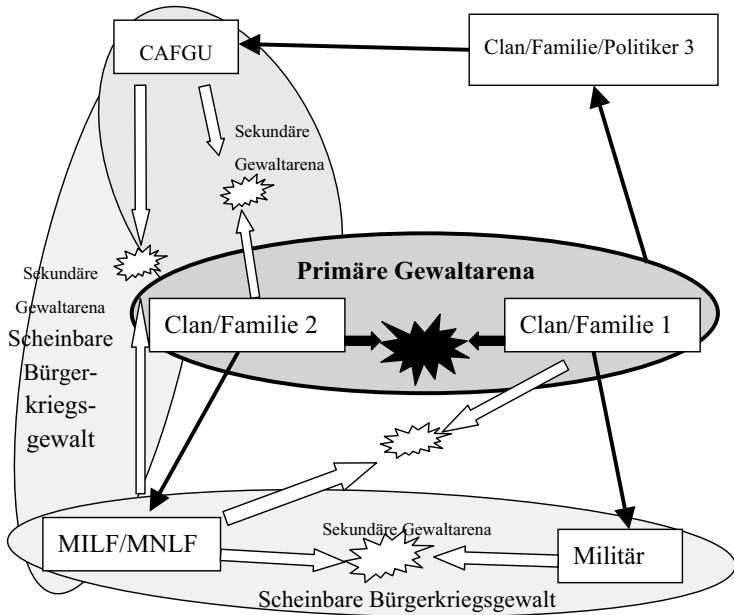 CAFGU
Clan/Familie/Politiker 3
Sekundäre
Gewaltarena
Primäre Gewaltarena
Sekundäre
Gewaltarena
Scheinbare
Bürger-
kriegs-
gewalt
Clan/Familie 2
Clan/Familie 1
MILF/MNLF
Sekundäre Gewaltarena
Militär
Scheinbare Bürgerkriegsgewalt